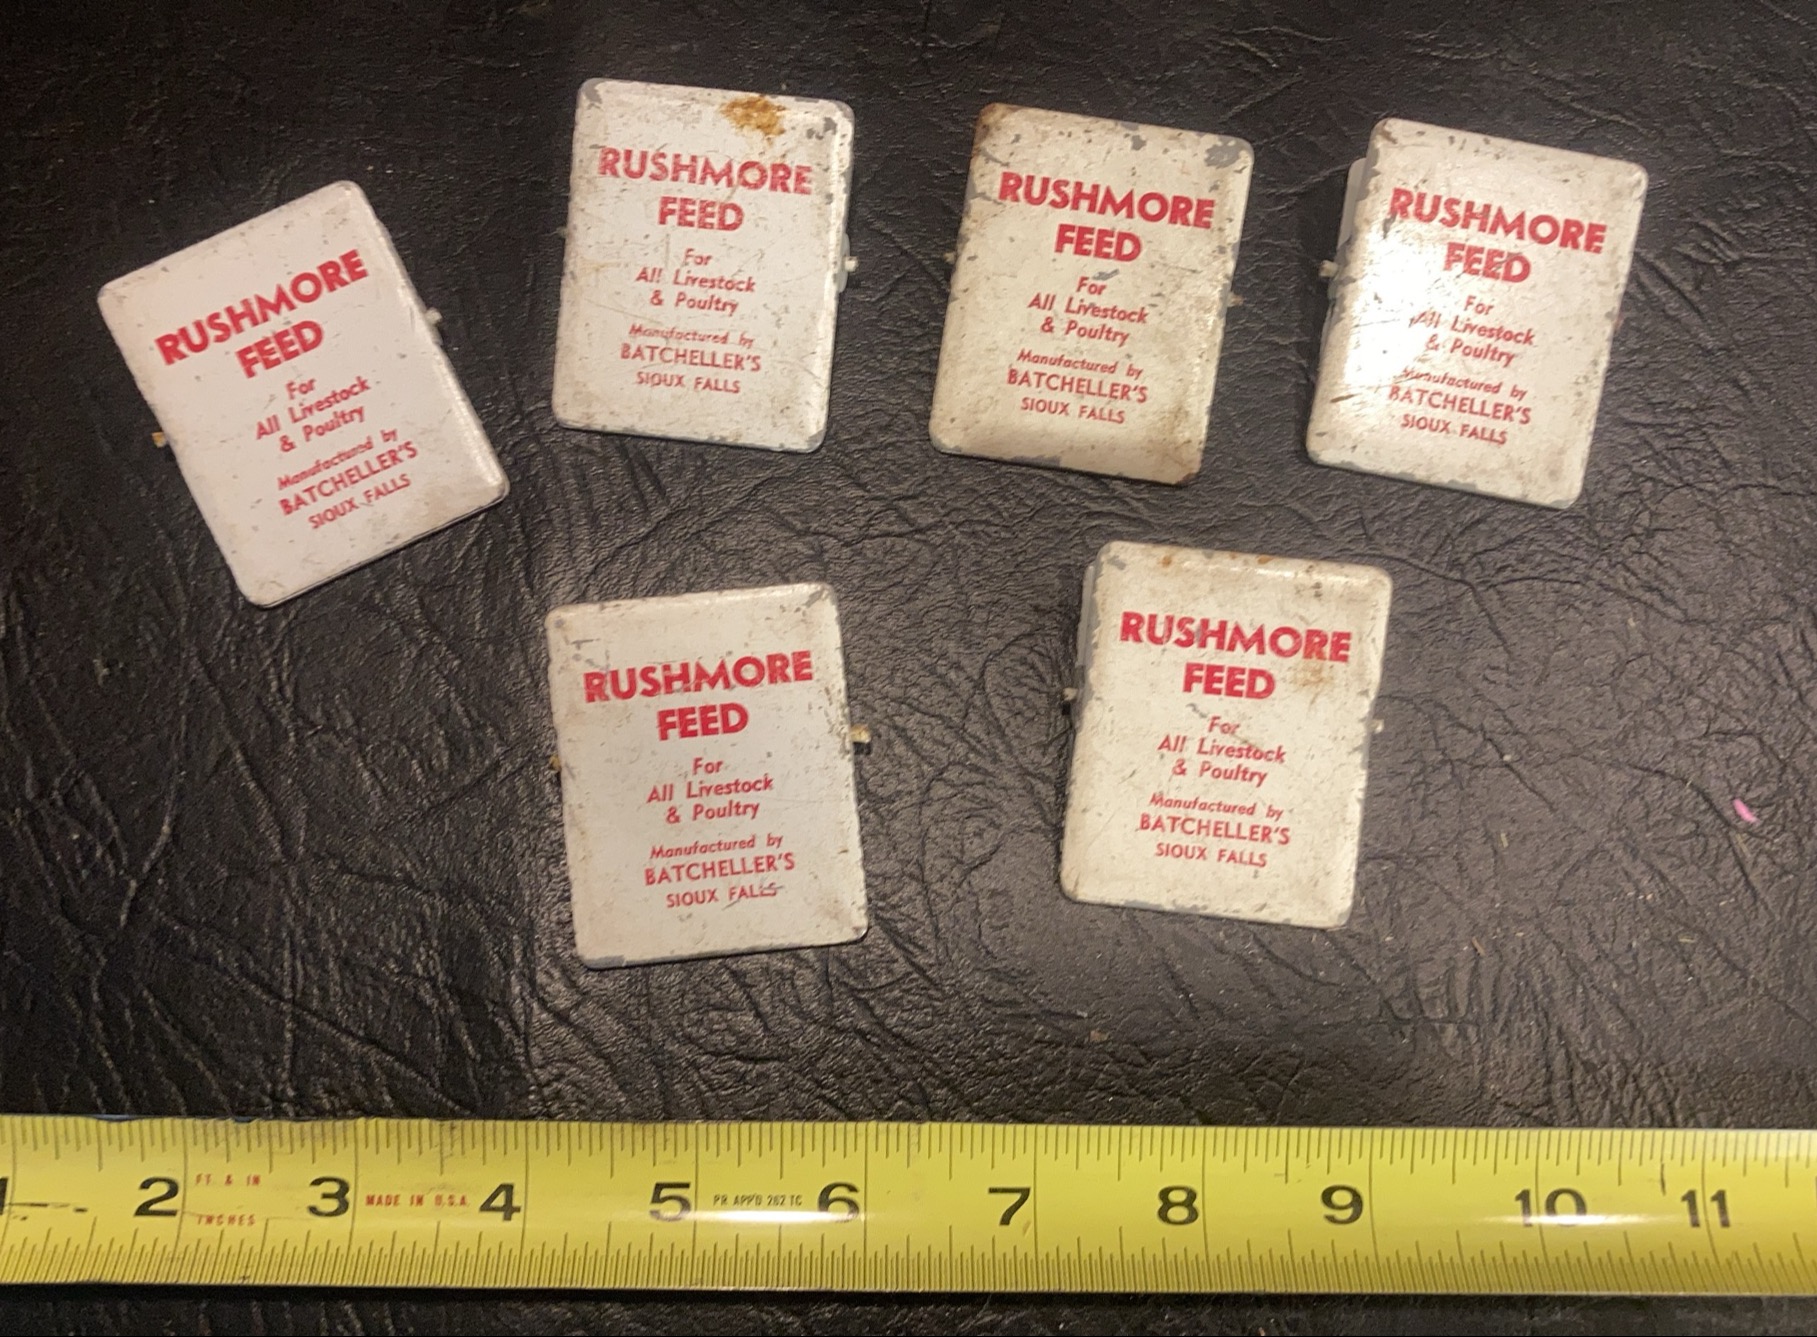 RUSHMORE
FEED
For
All Livestock
& Poultry
Manufactured by
BATCHELLER'S
SIOUX FALLS
RUSHMORE
FEED
For
All Livestock
& Poultry
Manufactured by
BATCHELLER'S
SIOUX FALLS
RUSHMORE
FEED
For
All Livestock
& Poultry
Manufactured by
BATCHELLER'S
SIOUX FALLS
RUSHMORE
FEED
For
All Livestock
& Poultry
Manufactured by
BATCHELLER'S
SIOUX FALLS
RUSHMORE
FEED
For
All Livestock
& Poultry
Manufactured by
BATCHELLER'S
SIOUX FALLS
RUSHMORE
FEED
For
All Livestock
& Poultry
Manufactured by
BATCHELLER'S
SIOUX FALLS
1 2 3 4 5 6 7 8 9 10 11
FT & IN
INCHES
MADE IN U.S.A.
PR APP'D 262 TC